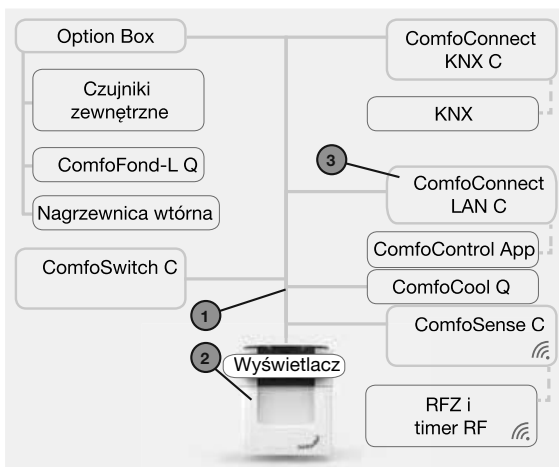 Option Box
Czujniki
zewnętrzne
ComfoFond-L Q
Nagrzewnica wtórna
ComfoSwitch C
ComfoConnect
KNX C
KNX
3
ComfoConnect
LAN C
ComfoControl App
ComfoCool Q
ComfoSense C
1
2
Wyświetlacz
RFZ i
timer RF